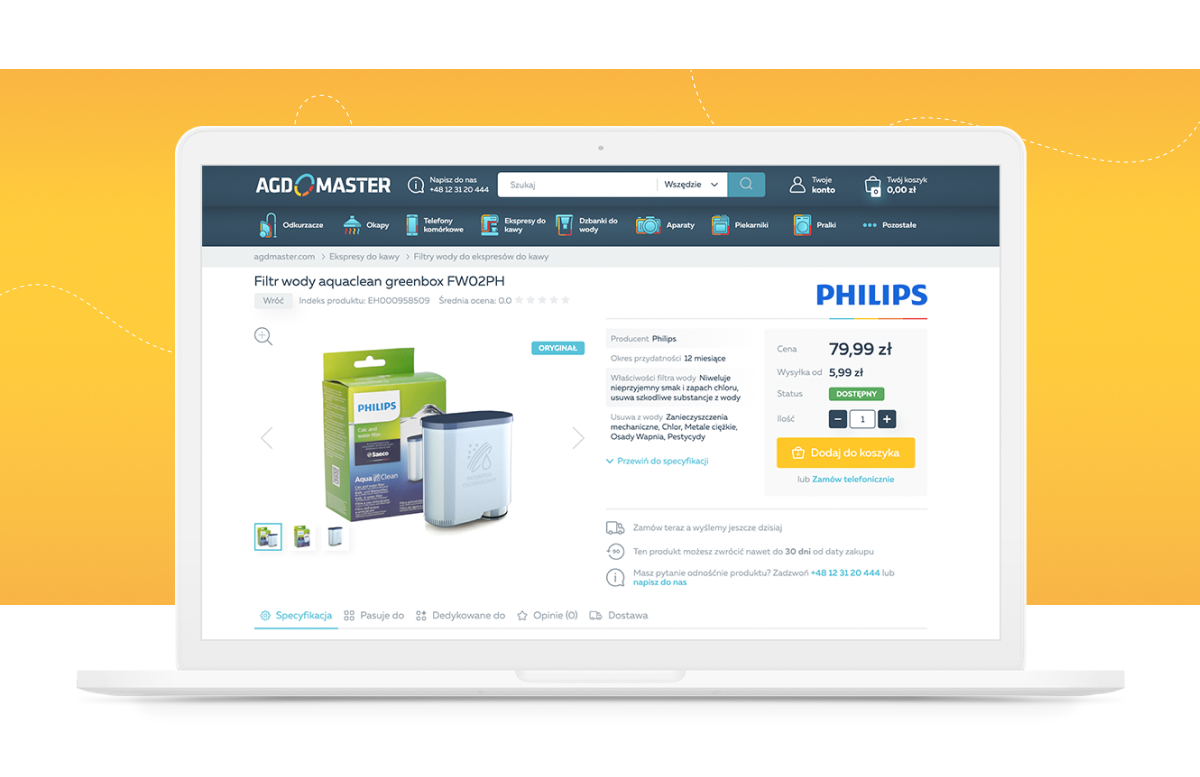 AGD MASTER
Napisz do nas
+48 12 31 20 444
Szukaj
Wszędzie
Twoje
konto
Twój koszyk
0,00 zł
0
Odkurzacze
Okapy
Telefony
komórkowe
Ekspresy do
kawy
Dzbanki do
wody
Aparaty
Piekarniki
Pralki
Pozostałe
agdmaster.com > Ekspresy do kawy > Filtry wody do ekspresów do kawy
Filtr wody aquaclean greenbox FW02PH
Wróć
Indeks produktu: EH000958509
Średnia ocena: 0.0
PHILIPS
ORYGINAŁ
PHILIPS
Calc and
water filter
Saeco
AquaClean
Producent Philips
Okres przydatności 12 miesiące
Właściwości filtra wody Niweluje
nieprzyjemny smak i zapach chloru,
usuwa szkodliwe substancje z wody
Usuwa z wody Zanieczyszczenia
mechaniczne, Chlor, Metale ciężkie,
Osady Wapnia, Pestycydy
Przewiń do specyfikacji
Cena 79,99 zł
Wysyłka od 5,99 zł
Status DOSTĘPNY
Ilość − 1 +
Dodaj do koszyka
lub Zamów telefonicznie
Zamów teraz a wyślemy jeszcze dzisiaj
Ten produkt możesz zwrócić nawet do 30 dni od daty zakupu
Masz pytanie odnośnie produktu? Zadzwoń +48 12 31 20 444 lub
napisz do nas
Specyfikacja
Pasuje do
Dedykowane do
Opinie (0)
Dostawa